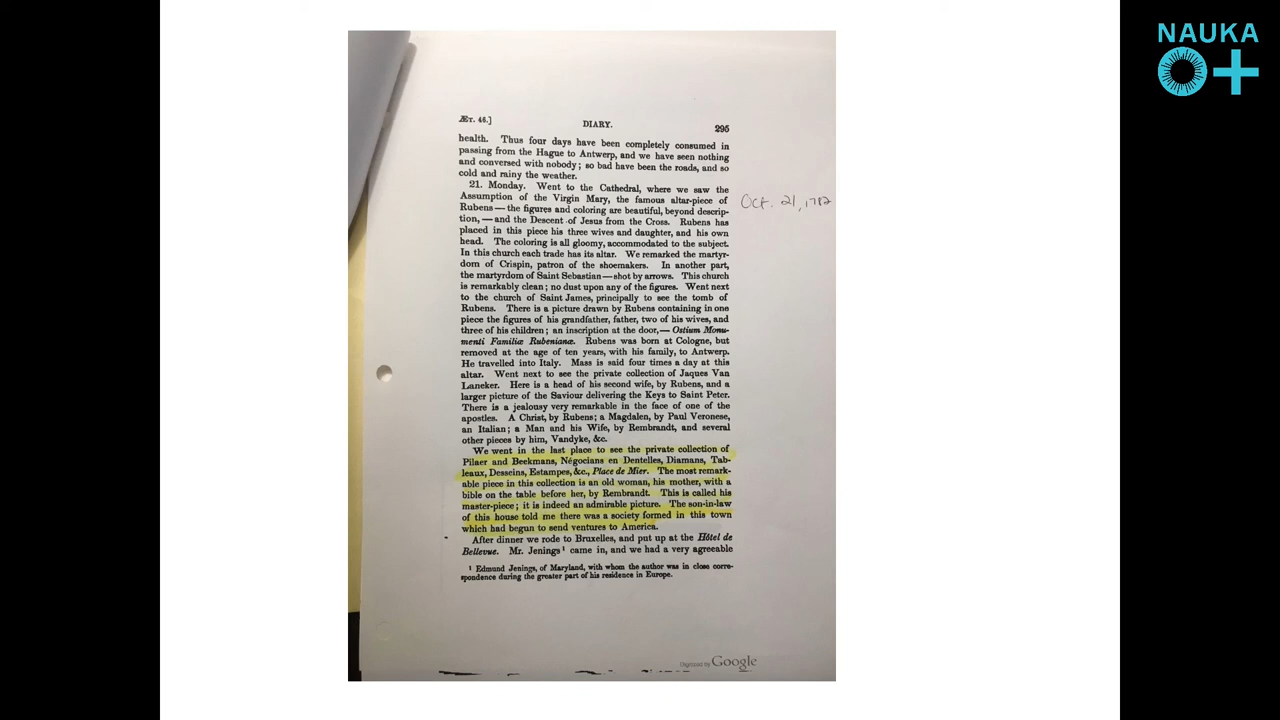 NAUKA
0+
ÆT. 46.]
DIARY.
295
health. Thus four days have been completely consumed in
passing from the Hague to Antwerp, and we have seen nothing
and conversed with nobody; so bad have been the roads, and so
cold and rainy the weather.
21. Monday. Went to the Cathedral, where we saw the
Assumption of the Virgin Mary, the famous altar-piece of
Rubens—the figures and coloring are beautiful, beyond descrip-
tion,—and the Descent of Jesus from the Cross. Rubens has
placed in this piece his three wives and daughter, and his own
head. The coloring is all gloomy, accommodated to the subject.
In this church each trade has its altar. We remarked the martyr-
dom of Crispin, patron of the shoemakers. In another part,
the martyrdom of Saint Sebastian—shot by arrows. This church
is remarkably clean; no dust upon any of the figures. Went next
to the church of Saint James, principally to see the tomb of
Rubens. There is a picture drawn by Rubens containing in one
piece the figures of his grandfather, father, two of his wives, and
three of his children; an inscription at the door,—Ostium Monu-
menti Familiæ Rubenianæ. Rubens was born at Cologne, but
removed at the age of ten years, with his family, to Antwerp.
He travelled into Italy. Mass is said four times a day at this
altar. Went next to see the private collection of Jaques Van
Lancker. Here is a head of his second wife, by Rubens, and a
larger picture of the Saviour delivering the Keys to Saint Peter.
There is a jealousy very remarkable in the face of one of the
apostles. A Christ, by Rubens; a Magdalen, by Paul Veronese,
an Italian; a Man and his Wife, by Rembrandt, and several
other pieces by him, Vandyke, &c.
We went in the last place to see the private collection of
Pilaer and Beekmans, Négocians en Dentelles, Diamans, Tab-
leaux, Desseins, Estampes, &c., Place de Mier. The most remark-
able piece in this collection is an old woman, his mother, with a
bible on the table before her, by Rembrandt. This is called his
master-piece; it is indeed an admirable picture. The son-in-law
of this house told me there was a society formed in this town
which had begun to send ventures to America.
After dinner we rode to Bruxelles, and put up at the Hôtel de
Bellevue. Mr. Jenings¹ came in, and we had a very agreeable
¹ Edmund Jenings, of Maryland, with whom the author was in close corre-
spondence during the greater part of his residence in Europe.
Oct. 21, 1782
Digitized by Google